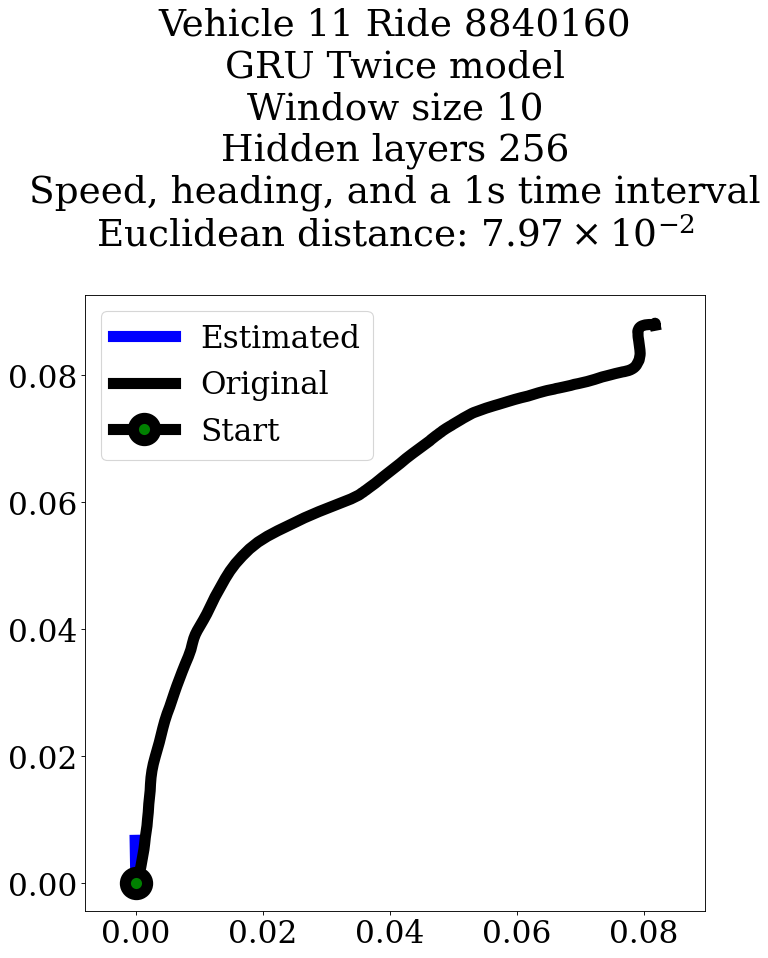 Vehicle 11 Ride 8840160
GRU Twice model
Window size 10
Hidden layers 256
Speed, heading, and a 1s time interval
Euclidean distance: 7.97 × 10⁻²
Estimated
Original
Start
0.08
0.06
0.04
0.02
0.00
0.00 0.02 0.04 0.06 0.08